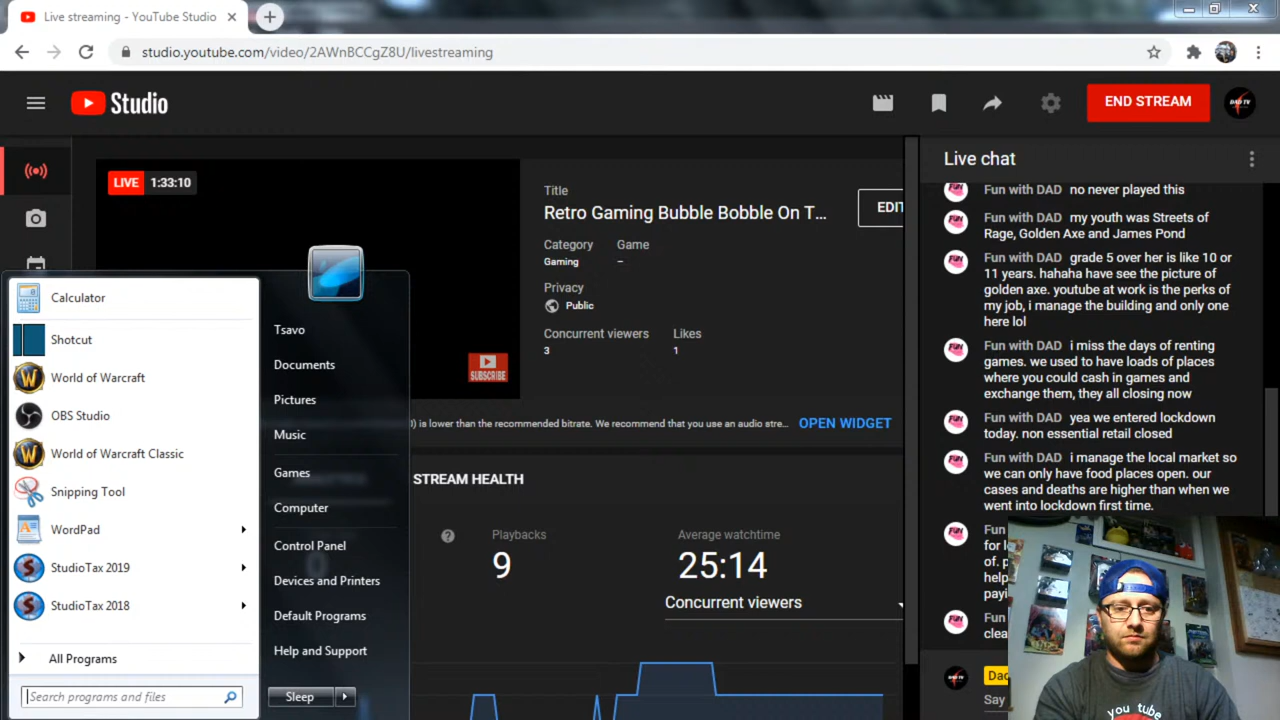 Live streaming - YouTube Studio
studio.youtube.com/video/2AWnBCCgZ8U/livestreaming
Studio
END STREAM
DAD TV
LIVE 1:33:10
SUBSCRIBE
Title
Retro Gaming Bubble Bobble On T...
EDIT
Category Game
Gaming –
Privacy
Public
Concurrent viewers Likes
3 1
) is lower than the recommended bitrate. We recommend that you use an audio stre... OPEN WIDGET
STREAM HEALTH
Playbacks
9
Average watchtime
25:14
Concurrent viewers
Calculator
Shotcut
World of Warcraft
OBS Studio
World of Warcraft Classic
Snipping Tool
WordPad
StudioTax 2019
StudioTax 2018
All Programs
Search programs and files
Tsavo
Documents
Pictures
Music
Games
Computer
Control Panel
Devices and Printers
Default Programs
Help and Support
Sleep
Live chat
Fun with DAD no never played this
Fun with DAD my youth was Streets of
Rage, Golden Axe and James Pond
Fun with DAD grade 5 over her is like 10 or
11 years. hahaha have see the picture of
golden axe. youtube at work is the perks of
my job, i manage the building and only one
here lol
Fun with DAD i miss the days of renting
games. we used to have loads of places
where you could cash in games and
exchange them, they all closing now
Fun with DAD yea we entered lockdown
today. non essential retail closed
Fun with DAD i manage the local market so
we can only have food places open. our
cases and deaths are higher than when we
went into lockdown first time.
Fun
for l
of. p
help
payi
Fun
clea
Dad
Say
you tube